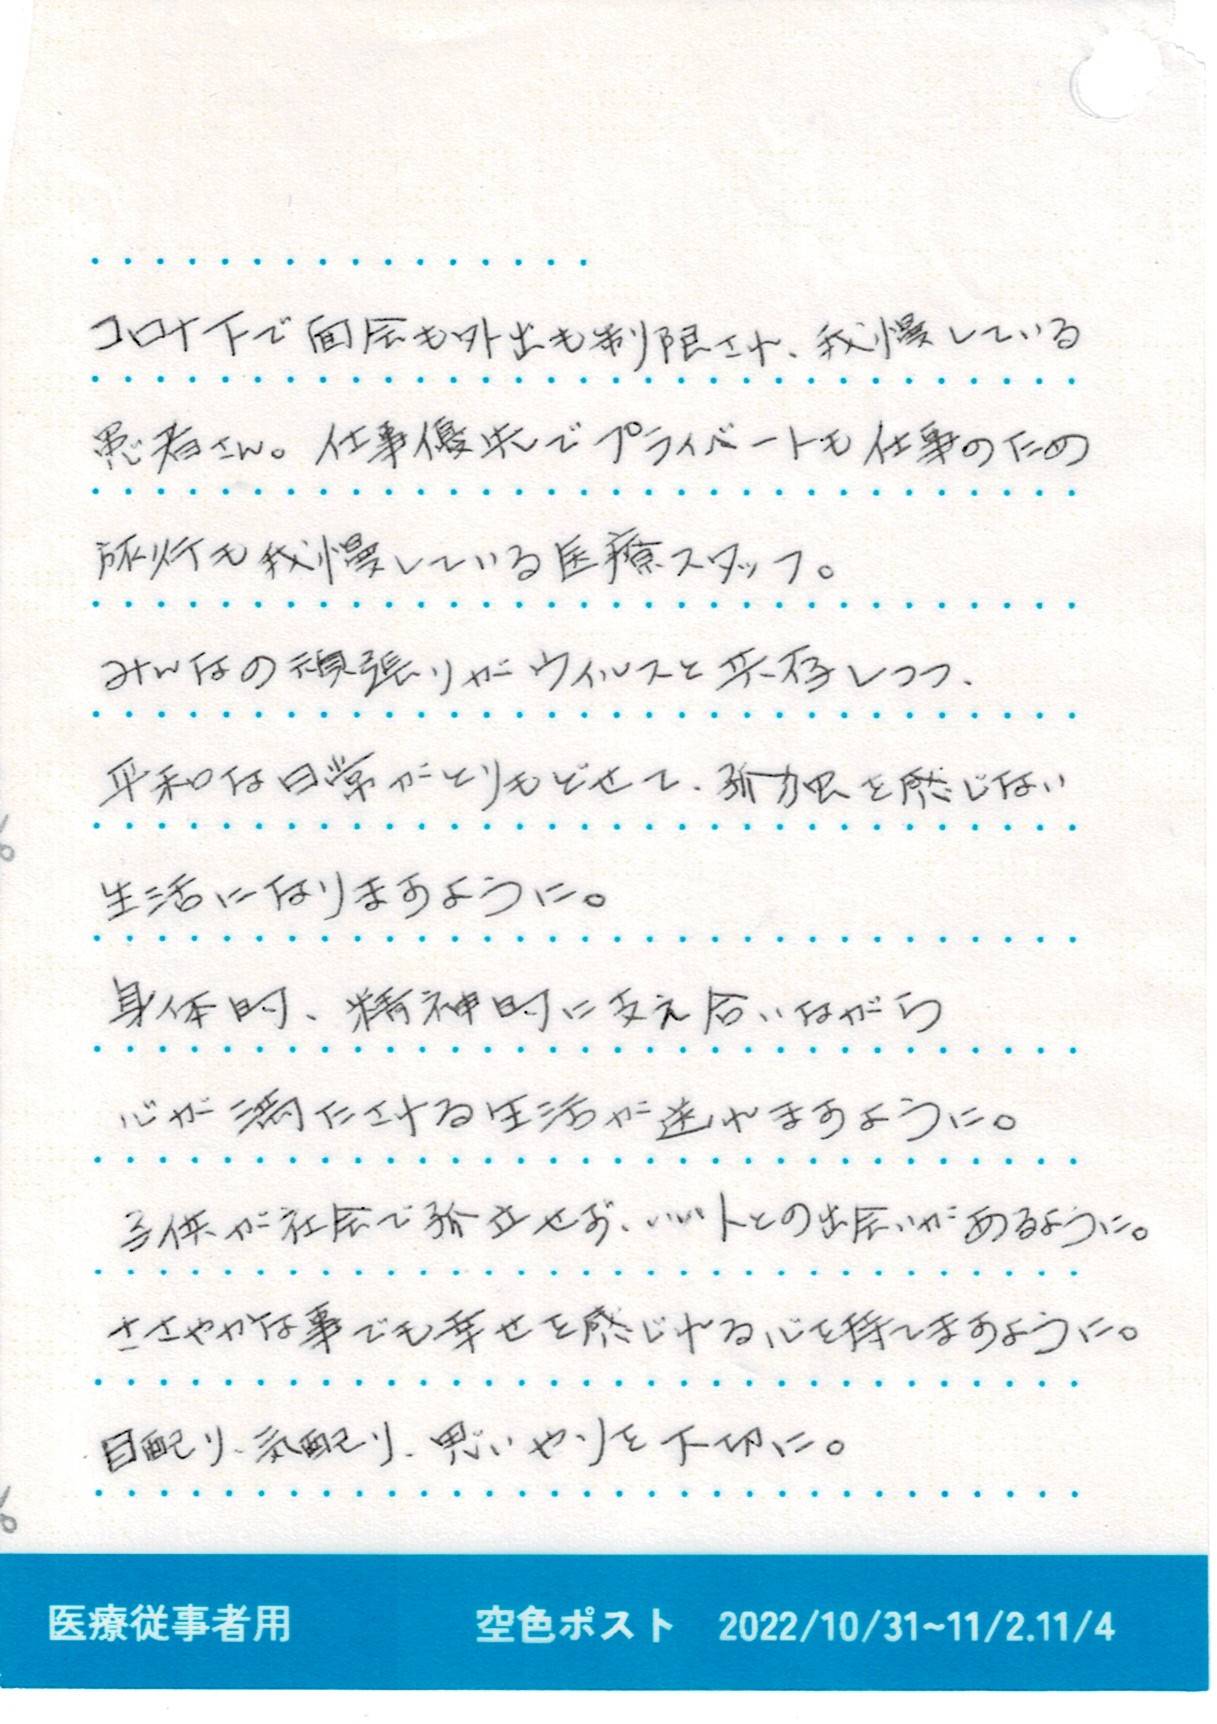 コロナ下で面会も外出も制限され、我慢している
患者さん。仕事優先でプライベートも仕事のため
旅行も我慢している医療スタッフ。
みんなの頑張りがウイルスと共存しつつ、
平和な日常がとりもどせて、孤独を感じない
生活になりますように。
身体的、精神的に支え合いながら
心が満たされる生活が送れますように。
子供が社会で孤立せず、いい人との出会いがあるように。
ささやかな事でも幸せを感じれる心を持てますように。
目配り、気配り、思いやりを大切に。
医療従事者用 空色ポスト 2022/10/31~11/2.11/4